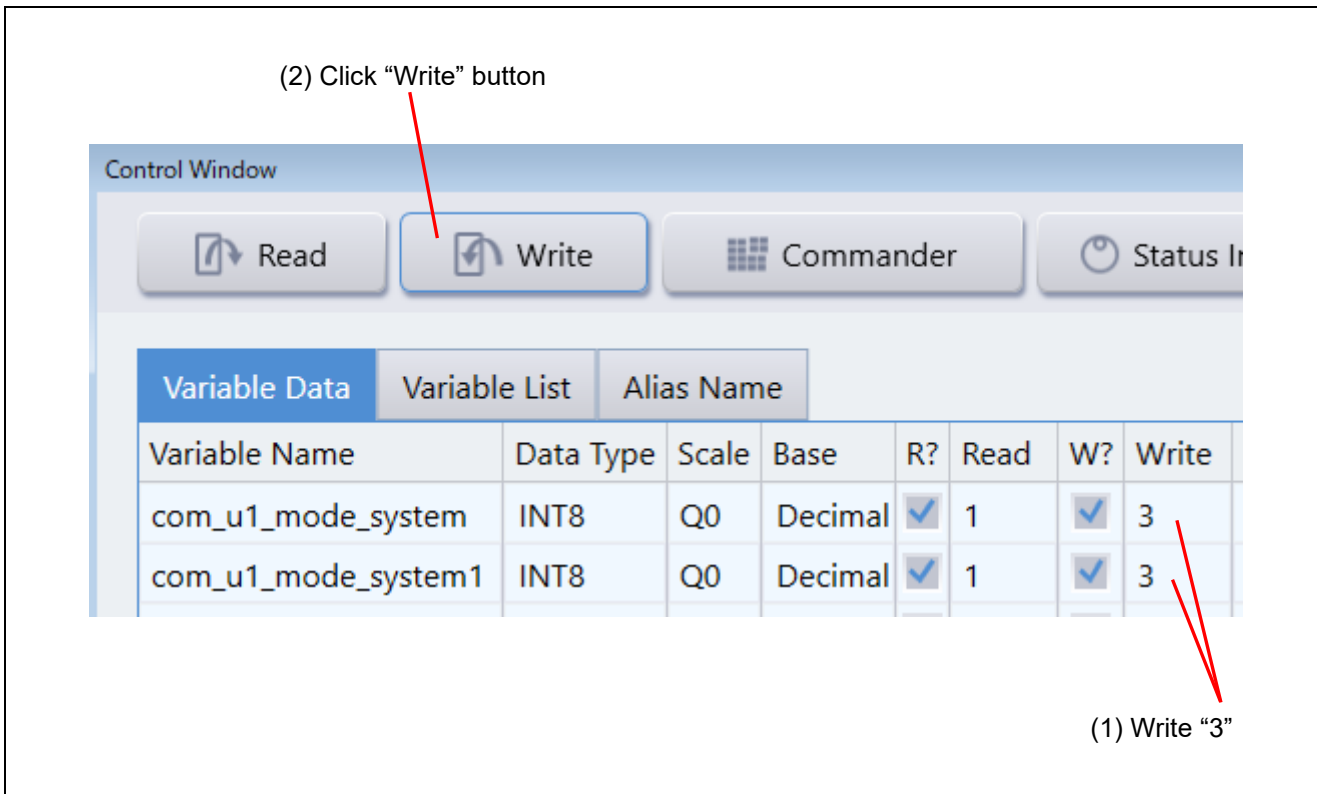 (2) Click “Write” button
Control Window
Read Write Commander Status
Variable Data Variable List Alias Name
Variable Name Data Type Scale Base R? Read W? Write
com_u1_mode_system INT8 Q0 Decimal 1 3
com_u1_mode_system1 INT8 Q0 Decimal 1 3
(1) Write “3”